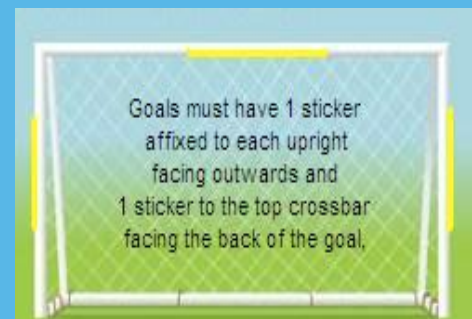 Goals must have 1 sticker
affixed to each upright
facing outwards and
1 sticker to the top crossbar
facing the back of the goal,